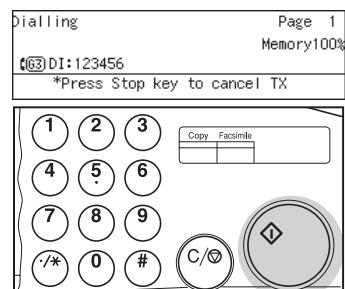 Dialling Page 1
Memory100%
G3 DI:123456
*Press Stop key to cancel TX
1 2 3
Copy Facsimile
4 5 6
7 8 9
·/* 0 # C/